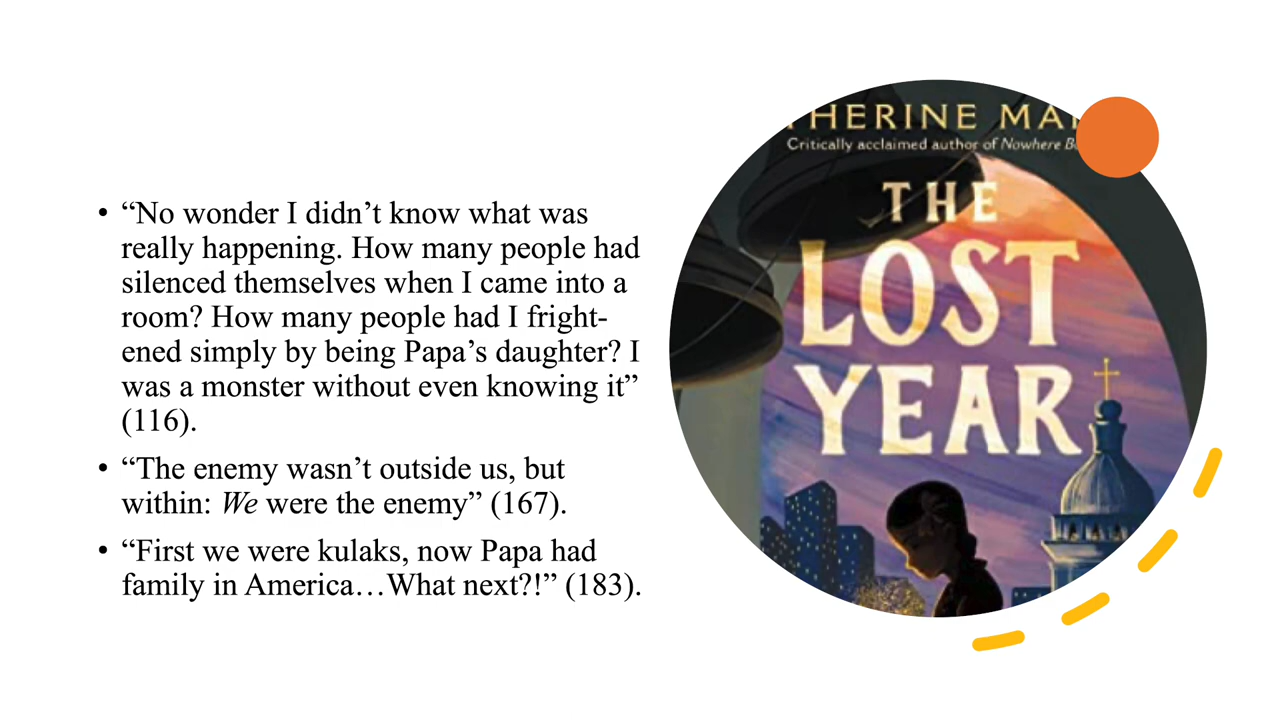 • “No wonder I didn’t know what was
really happening. How many people had
silenced themselves when I came into a
room? How many people had I fright-
ened simply by being Papa’s daughter? I
was a monster without even knowing it”
(116).
• “The enemy wasn’t outside us, but
within: We were the enemy” (167).
• “First we were kulaks, now Papa had
family in America…What next?!” (183).
THERINE MA
Critically acclaimed author of Nowhere B
THE
LOST
YEAR